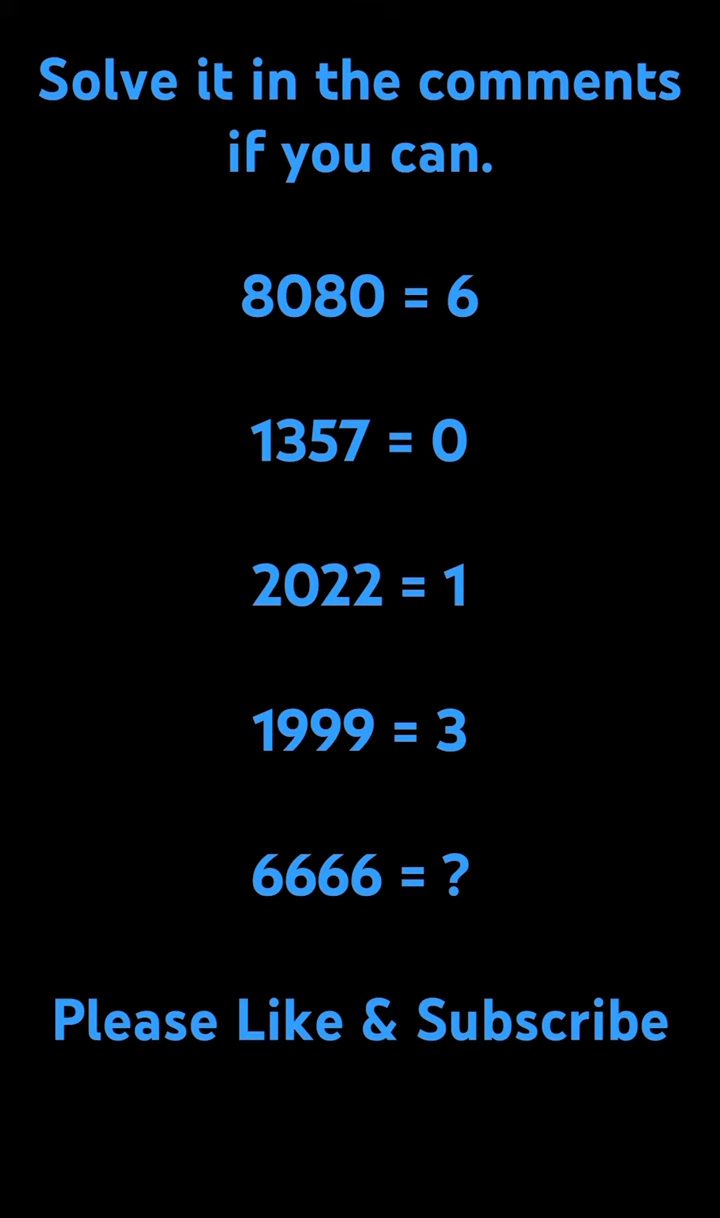 Solve it in the comments
if you can.
8080 = 6
1357 = 0
2022 = 1
1999 = 3
6666 = ?
Please Like & Subscribe